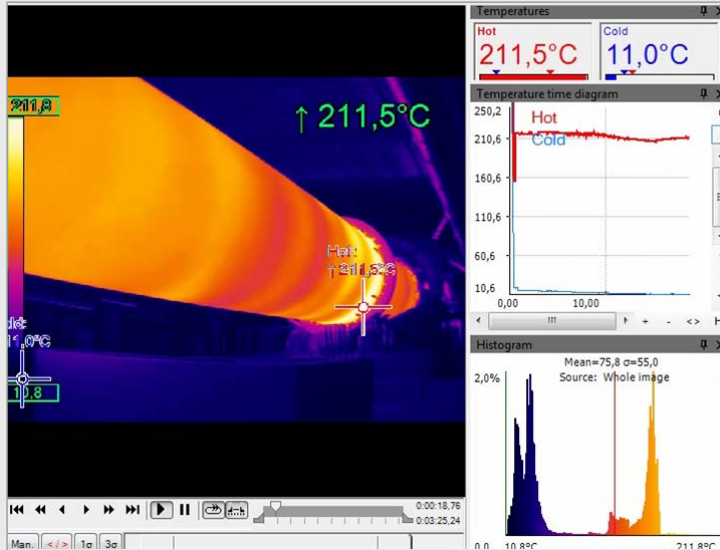 Temperatures
Hot
211,5°C
Cold
11,0°C
Temperature time diagram
250,2
210,6
160,6
110,6
60,6
10,6
Hot
Cold
0,00
10,00
+ - <> H
Histogram
Mean=75,8 σ=55,0
Source: Whole image
2,0%
0,0
10,8°C
211,8°C
211,8
↑ 211,5°C
Hot:
↑ 211,5°C
10,8
0:00:18,76
0:03:25,24
Man. </> 1σ 3σ